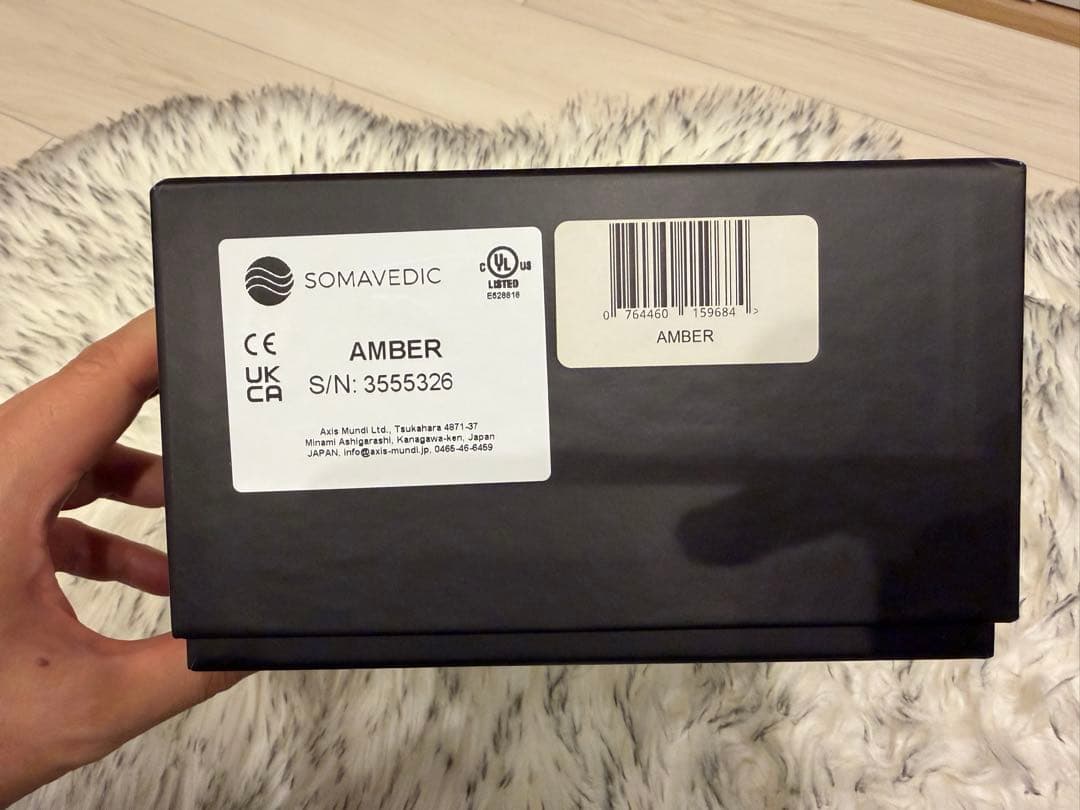 SOMAVEDIC
C UL US
LISTED
E528816
CE
UK
CA
AMBER
S/N: 3555326
Axis Mundi Ltd., Tsukahara 4871-37
Minami Ashigarashi, Kanagawa-ken, Japan
JAPAN, info@axis-mundi.jp, 0465-46-6459
0 764460 159684 >
AMBER